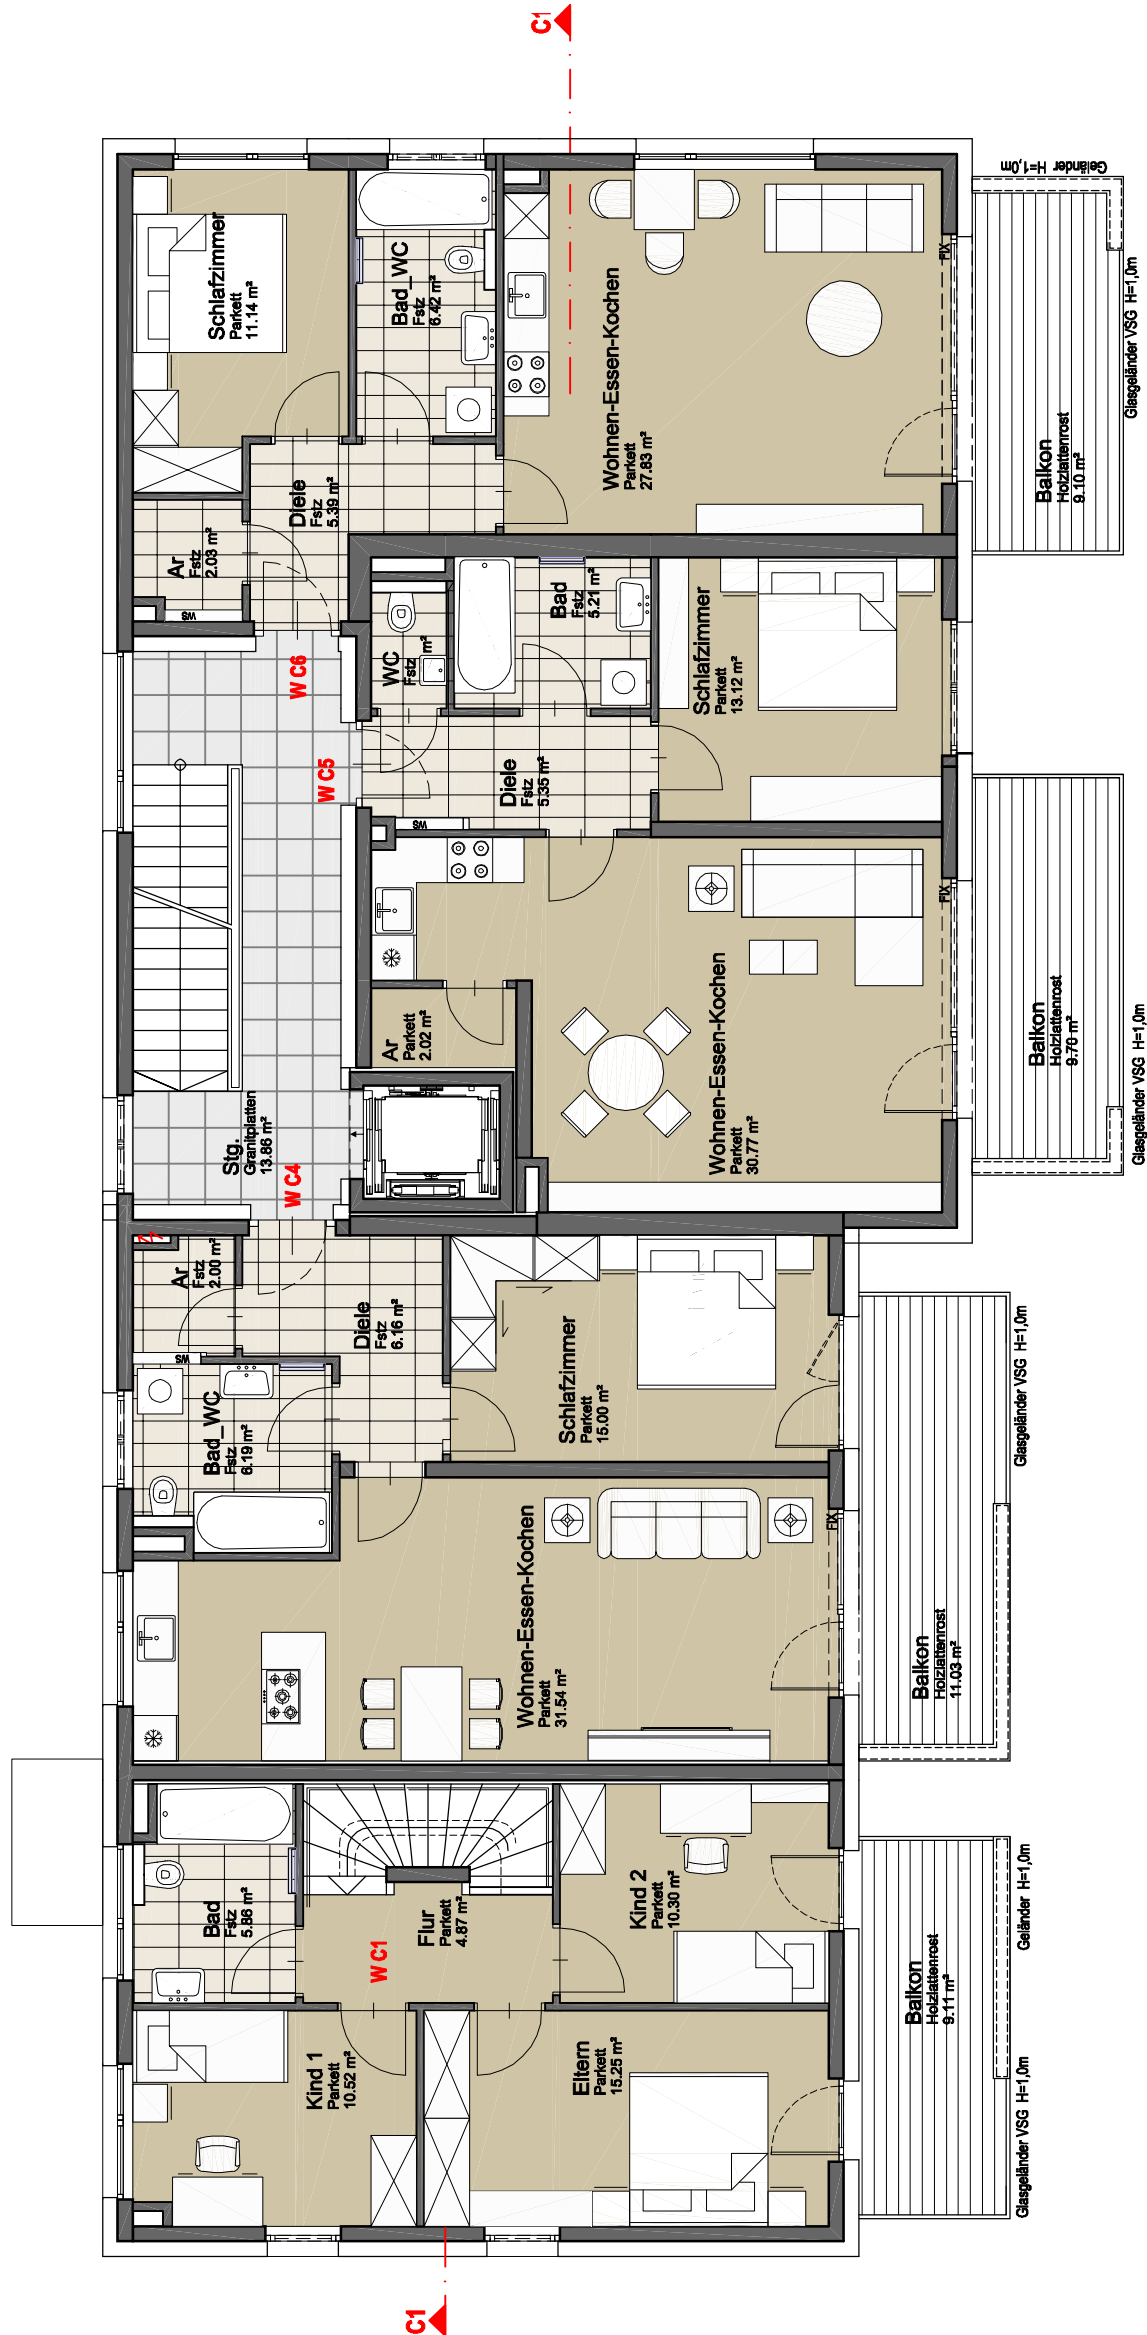 C1
Schlafzimmer
Parkett
11.14 m²
Bad_WC
Fstz
6.42 m²
Wohnen-Essen-Kochen
Parkett
27.83 m²
FIX
Geländer H=1,0m
Glasgeländer VSG H=1,0m
Balkon
Holzlattenrost
9.10 m²
Diele
Fstz
5.39 m²
Ar
Fstz
2.03 m²
WS
W C6
WC
Fstz
m²
Bad
Fstz
5.21 m²
Schlafzimmer
Parkett
13.12 m²
W C5
Diele
Fstz
5.35 m²
WS
FIX
Ar
Parkett
2.02 m²
Wohnen-Essen-Kochen
Parkett
30.77 m²
Balkon
Holzlattenrost
9.70 m²
Glasgeländer VSG H=1,0m
Stg.
Granitplatten
13.86 m²
W C4
Ar
Fstz
2.00 m²
WS
Diele
Fstz
6.16 m²
Bad_WC
Fstz
6.19 m²
Schlafzimmer
Parkett
15.00 m²
Glasgeländer VSG H=1,0m
FIX
Wohnen-Essen-Kochen
Parkett
31.54 m²
Balkon
Holzlattenrost
11.03 m²
Bad
Fstz
5.86 m²
Flur
Parkett
4.87 m²
W C1
Kind 2
Parkett
10.30 m²
Geländer H=1,0m
Balkon
Holzlattenrost
9.11 m²
Kind 1
Parkett
10.52 m²
Eltern
Parkett
15.25 m²
Glasgeländer VSG H=1,0m
C1